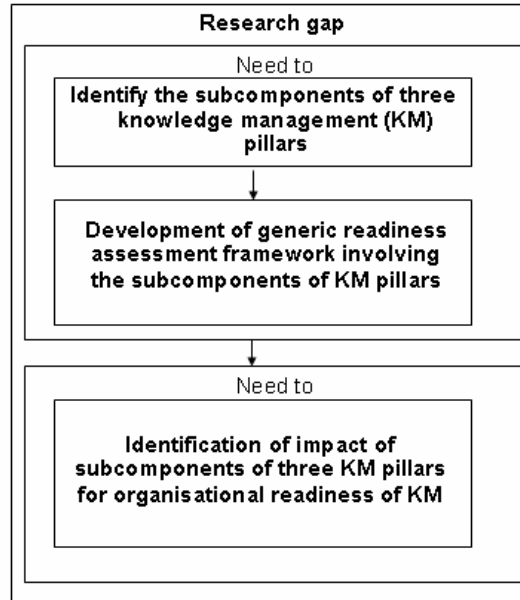 Research gap
Need to
Identify the subcomponents of three
knowledge management (KM)
pillars
Development of generic readiness
assessment framework involving
the subcomponents of KM pillars
Need to
Identification of impact of
subcomponents of three KM pillars
for organisational readiness of KM